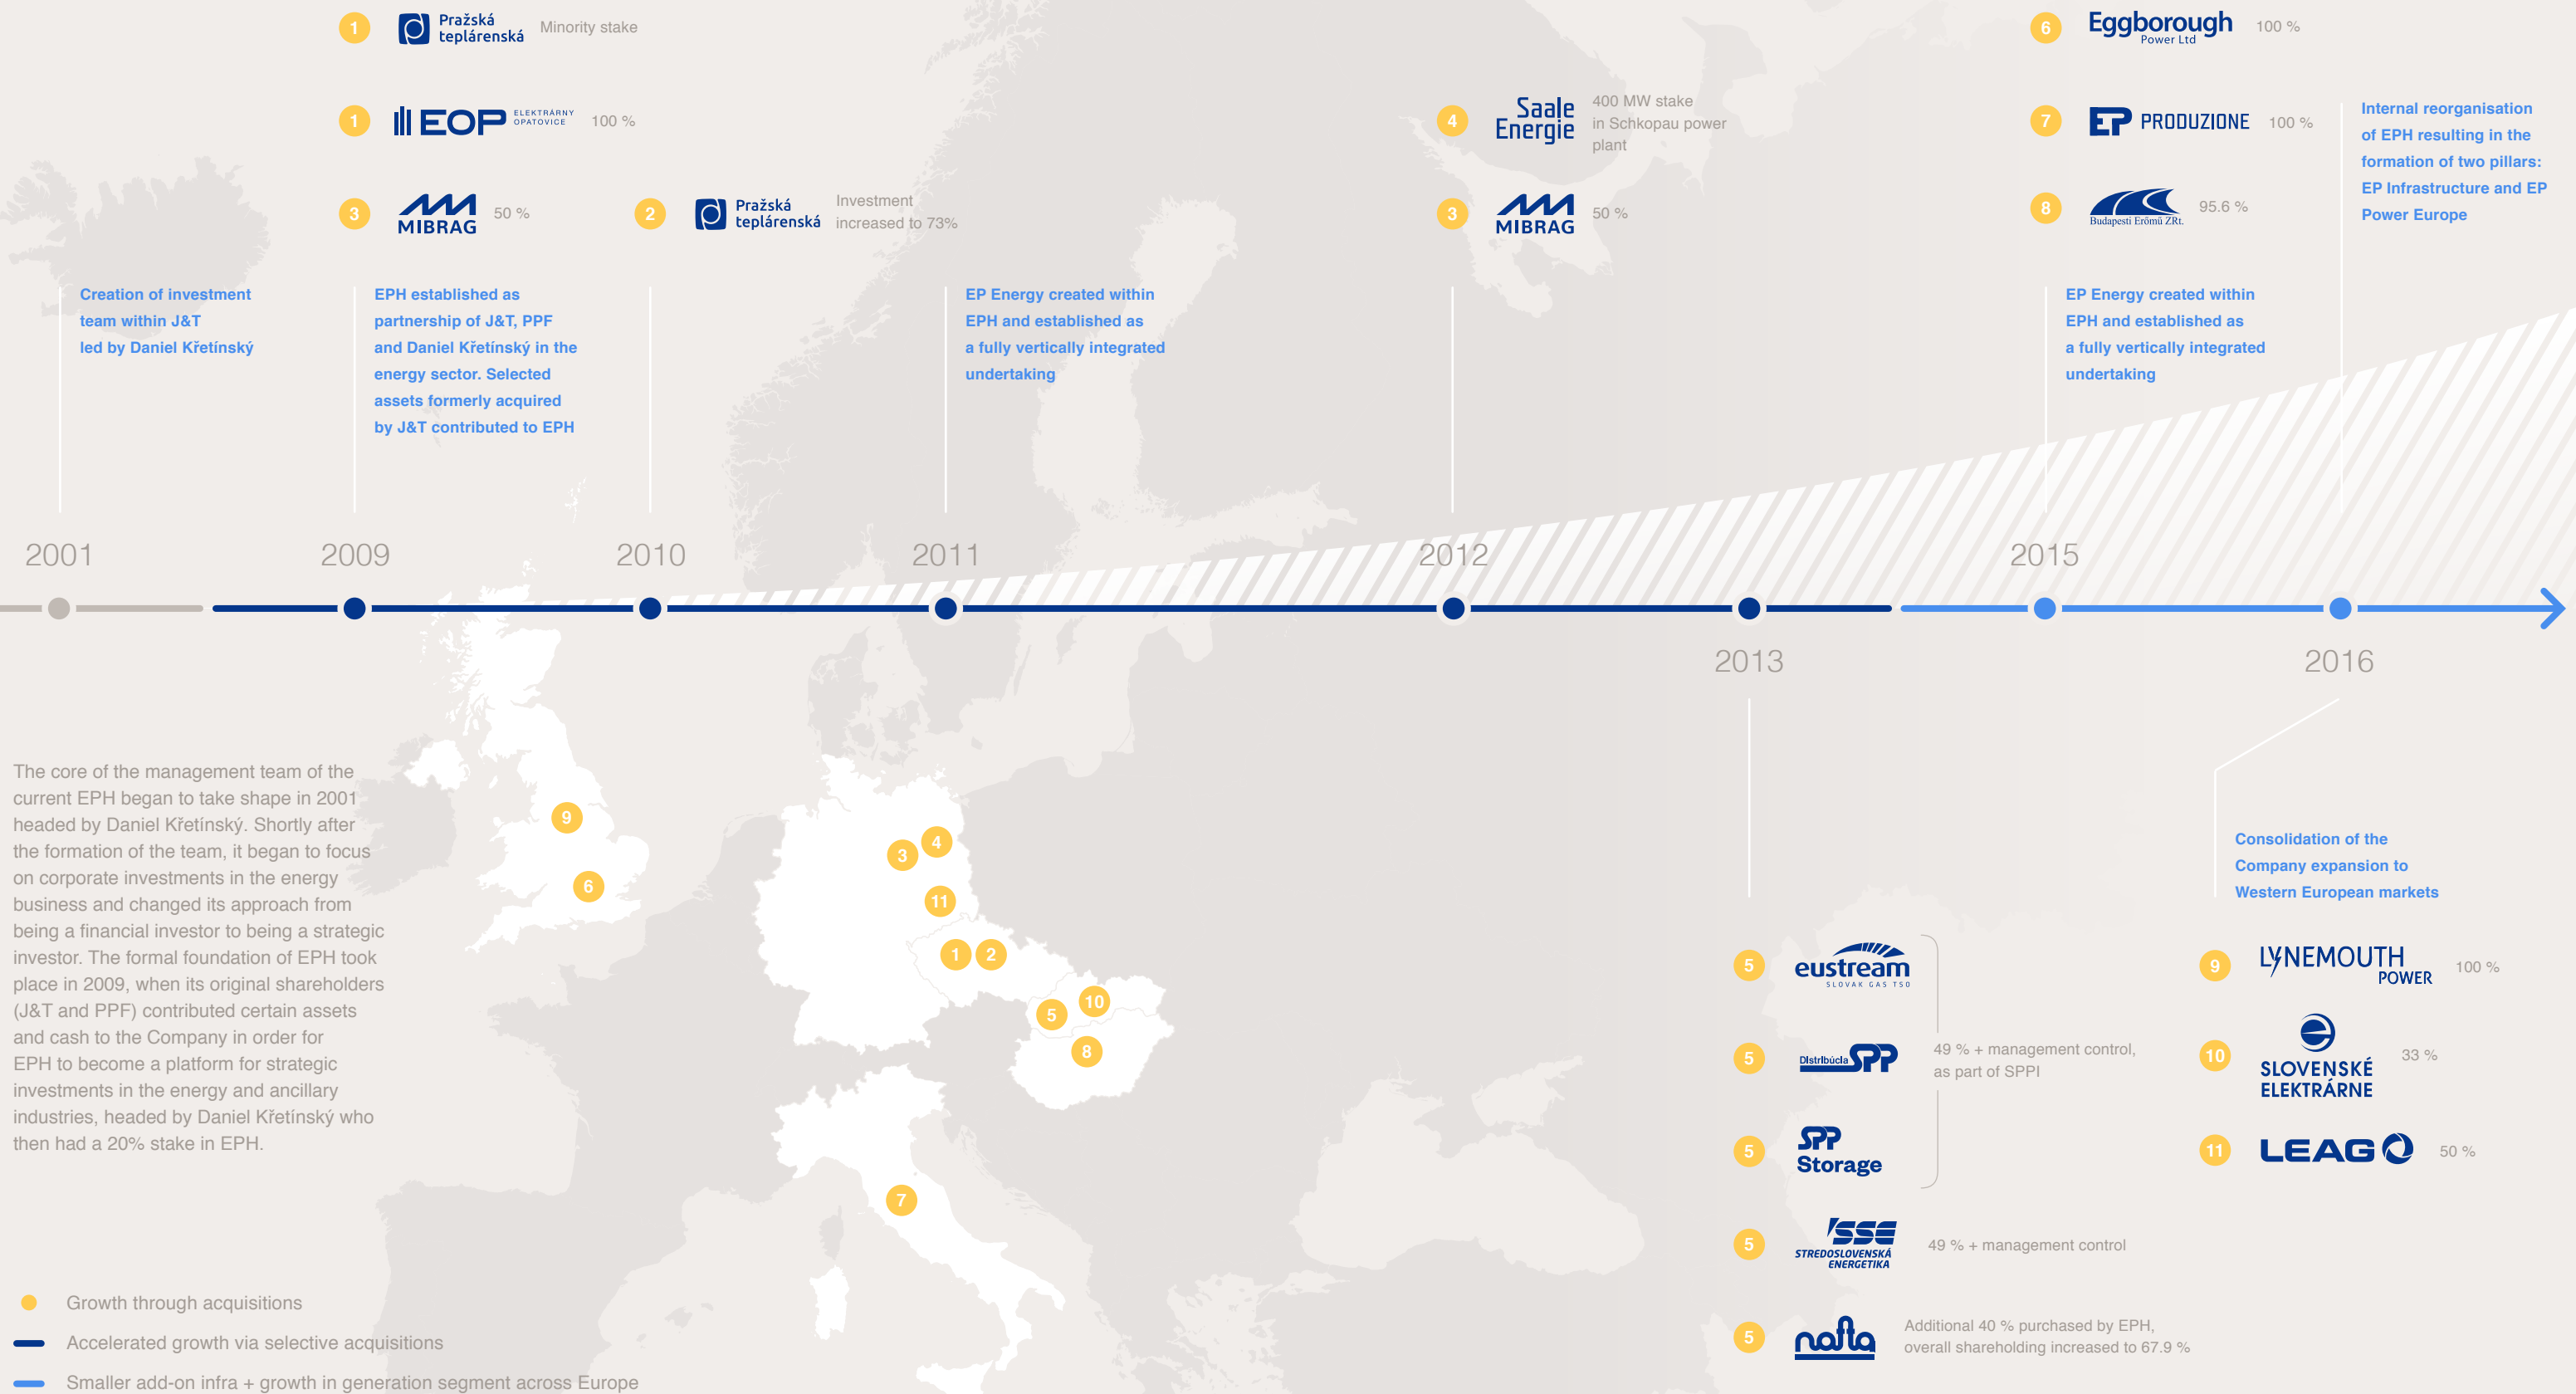 1
Pražská
teplárenská
Minority stake
1
EOP
ELEKTRÁRNY
OPATOVICE
100 %
3
MIBRAG
50 %
2
Pražská
teplárenská
Investment
increased to 73%
4
Saale
Energie
400 MW stake
in Schkopau power
plant
3
MIBRAG
50 %
6
Eggborough
Power Ltd
100 %
7
EP PRODUZIONE
100 %
8
Budapesti Erőmű ZRt.
95.6 %
Internal reorganisation
of EPH resulting in the
formation of two pillars:
EP Infrastructure and EP
Power Europe
Creation of investment
team within J&T
led by Daniel Křetínský
EPH established as
partnership of J&T, PPF
and Daniel Křetínský in the
energy sector. Selected
assets formerly acquired
by J&T contributed to EPH
EP Energy created within
EPH and established as
a fully vertically integrated
undertaking
EP Energy created within
EPH and established as
a fully vertically integrated
undertaking
2001
2009
2010
2011
2012
2015
2013
2016
The core of the management team of the
current EPH began to take shape in 2001
headed by Daniel Křetínský. Shortly after
the formation of the team, it began to focus
on corporate investments in the energy
business and changed its approach from
being a financial investor to being a strategic
investor. The formal foundation of EPH took
place in 2009, when its original shareholders
(J&T and PPF) contributed certain assets
and cash to the Company in order for
EPH to become a platform for strategic
investments in the energy and ancillary
industries, headed by Daniel Křetínský who
then had a 20% stake in EPH.
9
6
4
3
11
1
2
10
5
8
7
Consolidation of the
Company expansion to
Western European markets
5
eustream
SLOVAK GAS TSO
5
Distribúcia SPP
5
SPP
Storage
49 % + management control,
as part of SPPI
5
SSE
STREDOSLOVENSKÁ
ENERGETIKA
49 % + management control
5
nafta
Additional 40 % purchased by EPH,
overall shareholding increased to 67.9 %
9
LYNEMOUTH
POWER
100 %
10
SLOVENSKÉ
ELEKTRÁRNE
33 %
11
LEAG
50 %
Growth through acquisitions
Accelerated growth via selective acquisitions
Smaller add-on infra + growth in generation segment across Europe